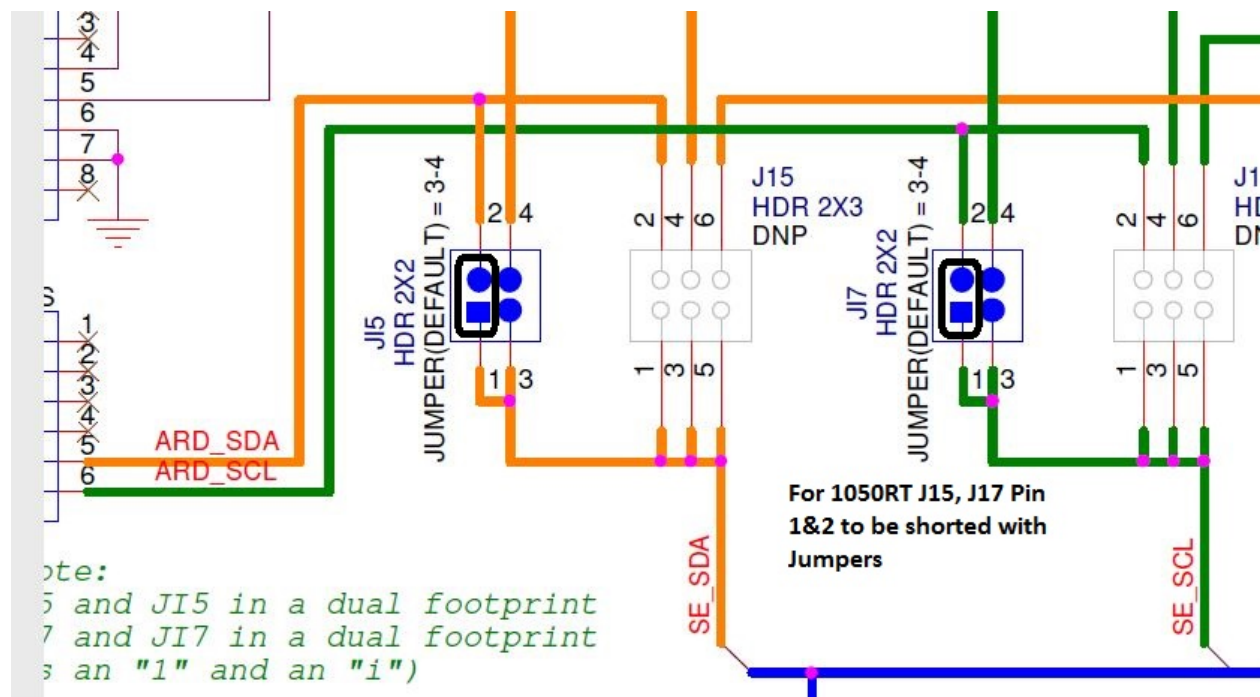 3
4
5
6
7
8
JUMPER(DEFAULT) = 3-4
JI5
HDR 2X2
2 4
1 3
2 4 6
1 3 5
J15
HDR 2X3
DNP
JUMPER(DEFAULT) = 3-4
JI7
HDR 2X2
2 4
1 3
2 4 6
1 3 5
J1
HD
DN
S
1
2
3
4
5
6
ARD_SDA
ARD_SCL
For 1050RT J15, J17 Pin
1&2 to be shorted with
Jumpers
SE_SDA
SE_SCL
ote:
5 and JI5 in a dual footprint
7 and JI7 in a dual footprint
s an "1" and an "i")